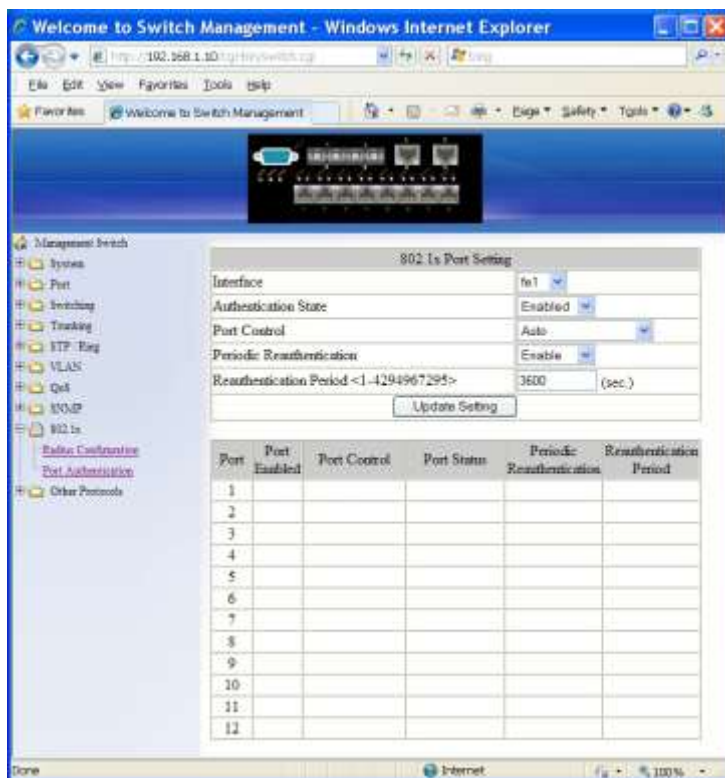 Welcome to Switch Management - Windows Internet Explorer
192.168.1.10
File Edit View Favorites Tools Help
Favorites Welcome to Switch Management Page Safety Tools
Management Switch
System
Port
Switching
Trunking
STP Ring
VLAN
QoS
SNMP
802.1x
Radius Configuration
Port Authentication
Other Protocols
802.1x Port Setting
Interface fe1
Authentication State Enabled
Port Control Auto
Periodic Reauthentication Enable
Reauthentication Period <1-4294967295> 3600 (sec.)
Update Setting
Port Port Enabled Port Control Port Status Periodic Reauthentication Reauthentication Period
1
2
3
4
5
6
7
8
9
10
11
12
Done Internet 100%